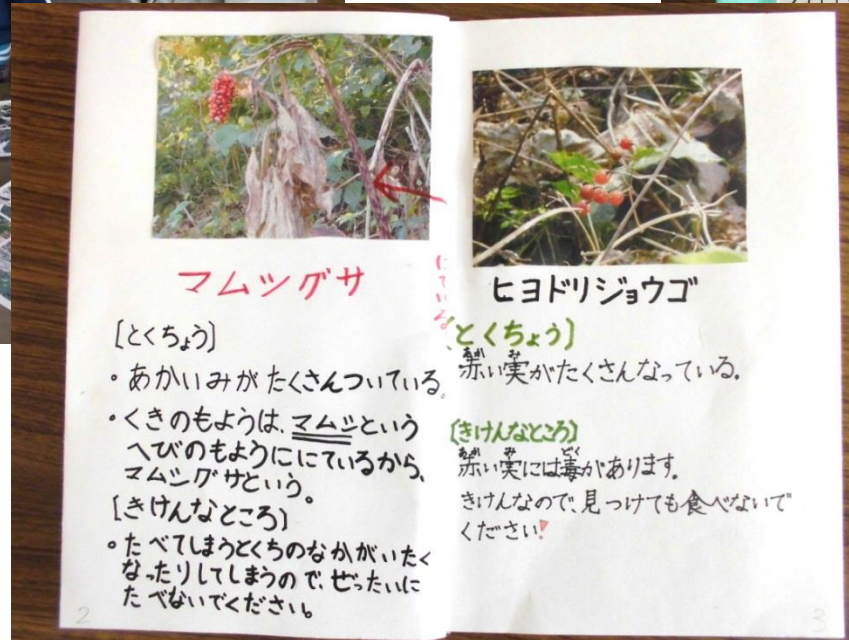 マムシグサ
[とくちょう]
・あかいみがたくさんついている。
・くきのもようは、マムシという
へびのもようににているから、
マムシグサという。
[きけんなところ]
・たべてしまうとくちのなかがいたく
なったりしてしまうので、ぜったいに
たべないでください。
2
にている。
ヒヨドリジョウゴ
[とくちょう]
赤い実がたくさんなっている。
[きけんなところ]
赤い実には毒があります。
きけんなので、見つけても食べないで
ください!
3